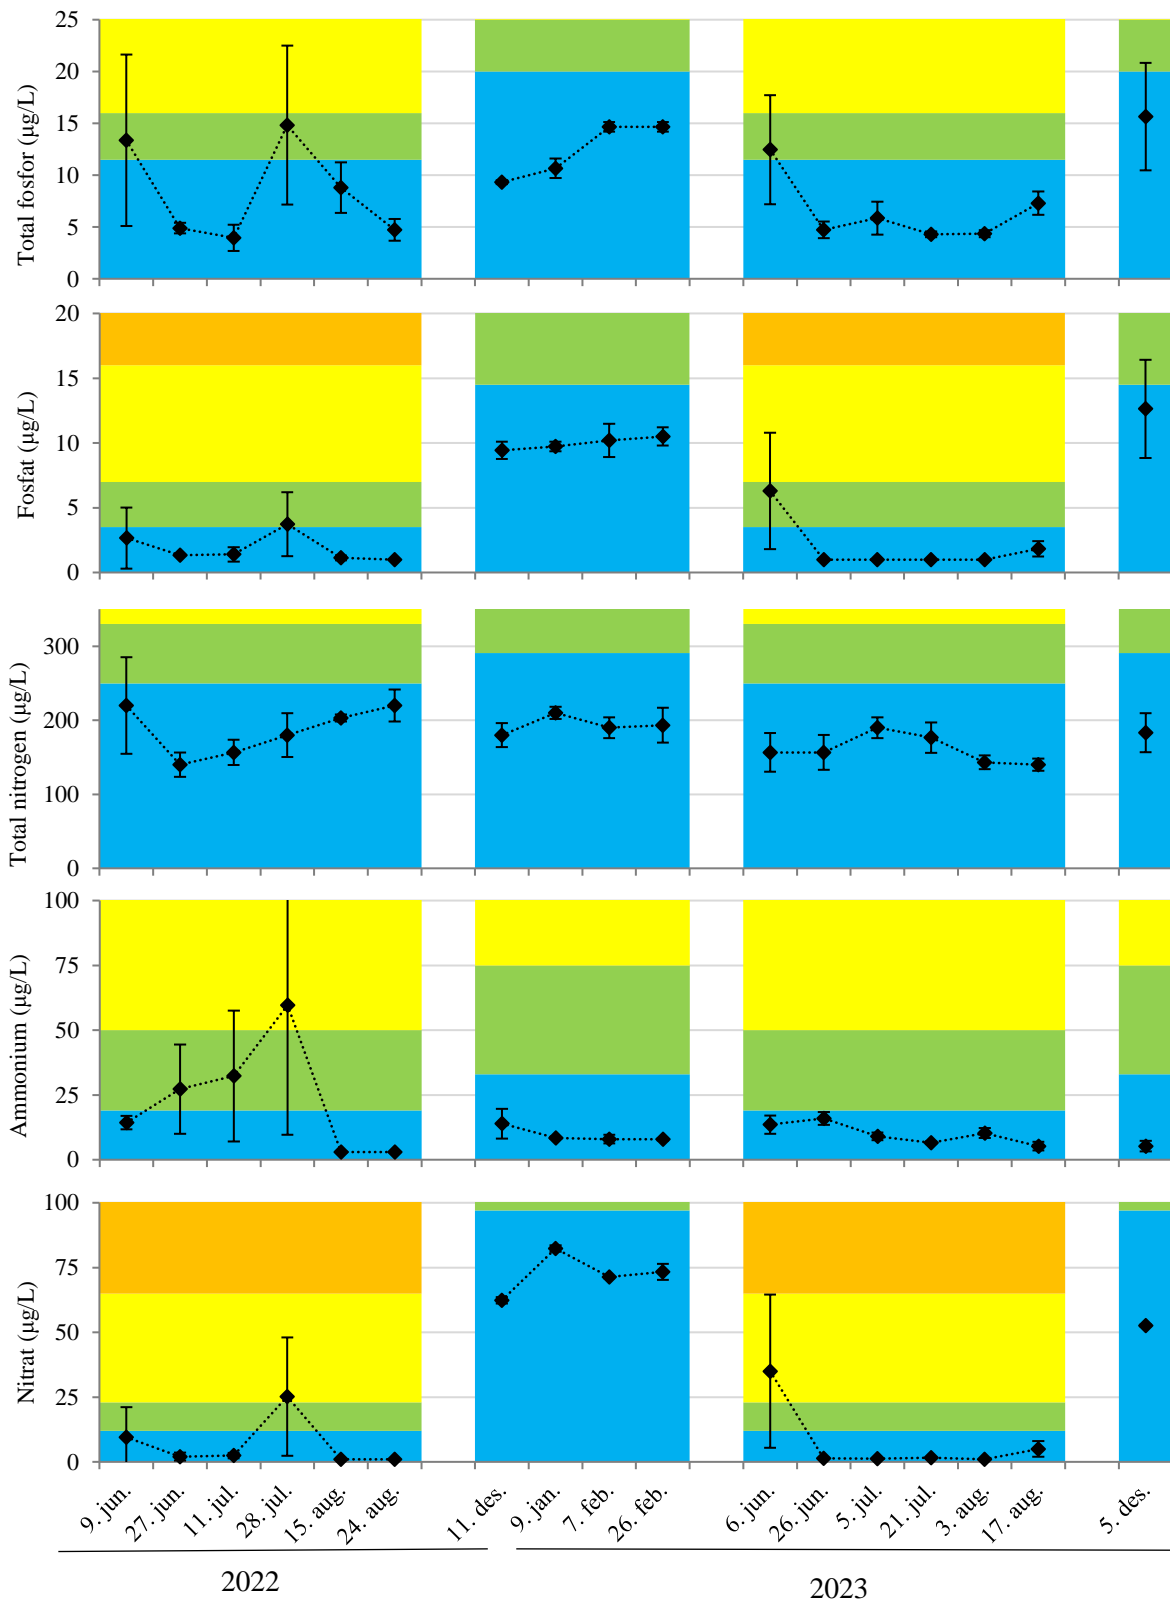 Total fosfor (µg/L)
25
20
15
10
5
0
Fosfat (µg/L)
20
15
10
5
0
Total nitrogen (µg/L)
300
200
100
0
Ammonium (µg/L)
100
75
50
25
0
Nitrat (µg/L)
100
75
50
25
0
9. jun.
27. jun.
11. jul.
28. jul.
15. aug.
24. aug.
11. des.
9. jan.
7. feb.
26. feb.
6. jun.
26. jun.
5. jul.
21. jul.
3. aug.
17. aug.
5. des.
2022
2023